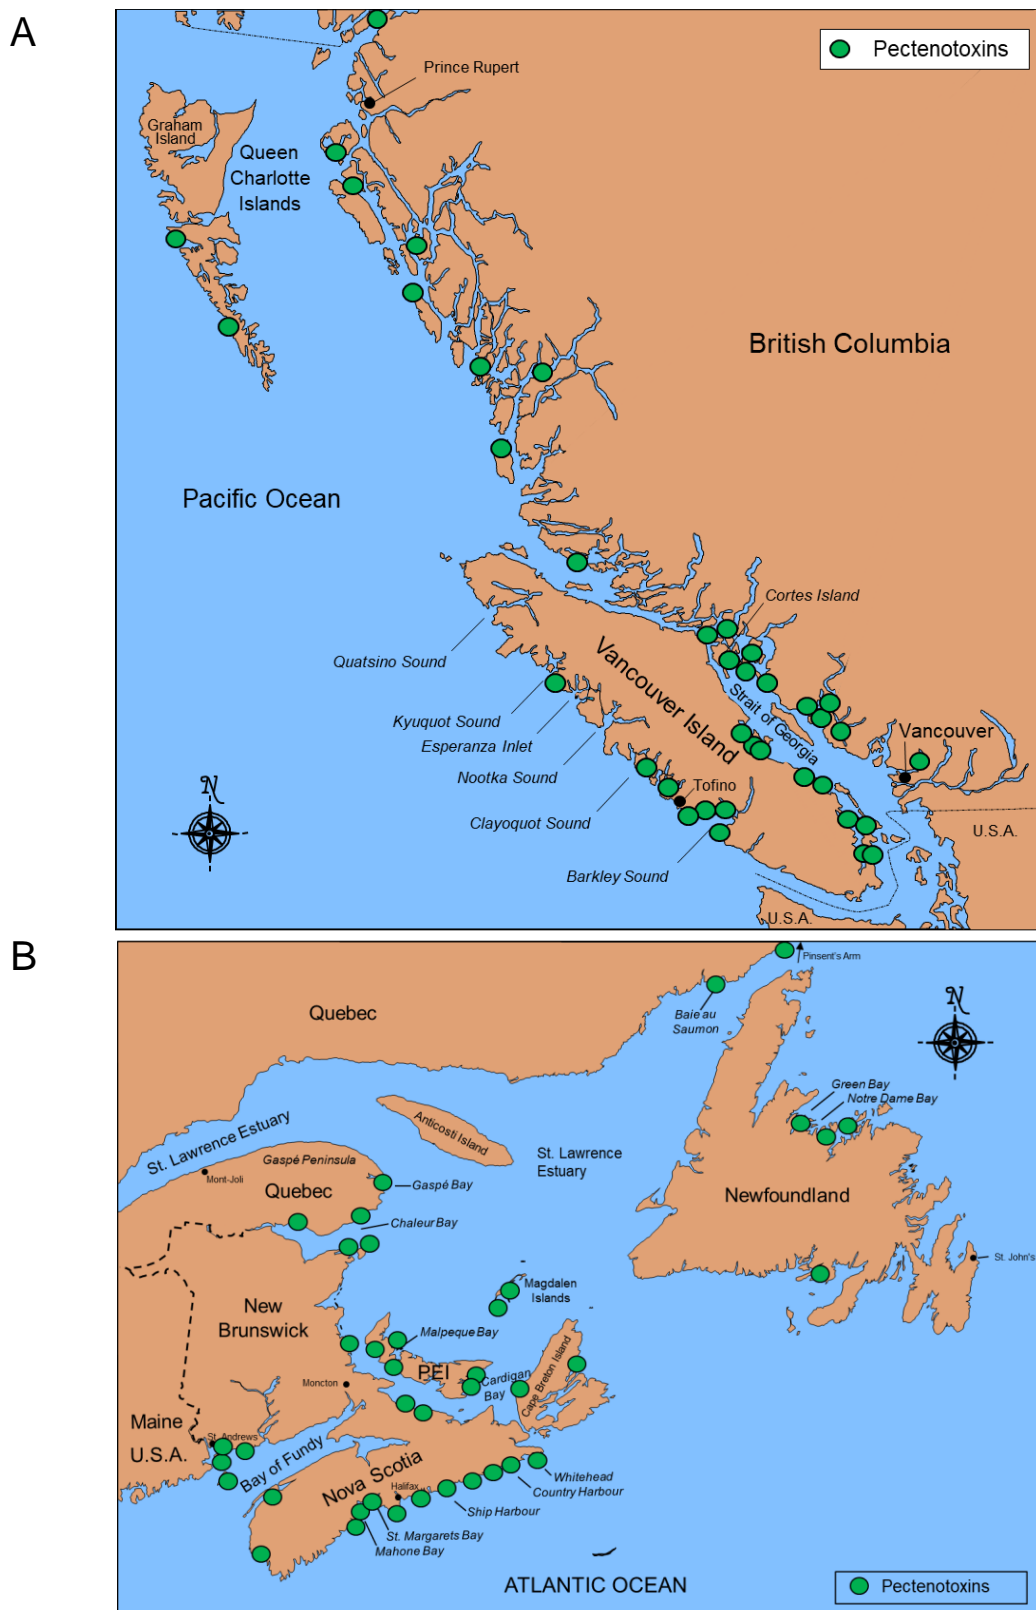 A
Pectenotoxins
Prince Rupert
Graham
Island
Queen
Charlotte
Islands
British Columbia
Pacific Ocean
Cortes Island
Quatsino Sound
Vancouver Island
Strait of Georgia
Kyuquot Sound
Esperanza Inlet
Nootka Sound
Vancouver
Tofino
Clayoquot Sound
N
U.S.A.
Barkley Sound
U.S.A.
B
Pinsent's Arm
Quebec
Baie au
Saumon
N
Green Bay
Notre Dame Bay
Anticosti Island
St. Lawrence Estuary
St. Lawrence
Estuary
Gaspé Peninsula
Mont-Joli
Quebec
Gaspé Bay
Newfoundland
Chaleur Bay
St. John's
Magdalen
Islands
New
Brunswick
Malpeque Bay
PEI
Cardigan
Bay
Cape Breton Island
Moncton
Maine
U.S.A.
St. Andrews
Bay of Fundy
Nova Scotia
Halifax
Whitehead
Country Harbour
Ship Harbour
St. Margarets Bay
Mahone Bay
ATLANTIC OCEAN
Pectenotoxins